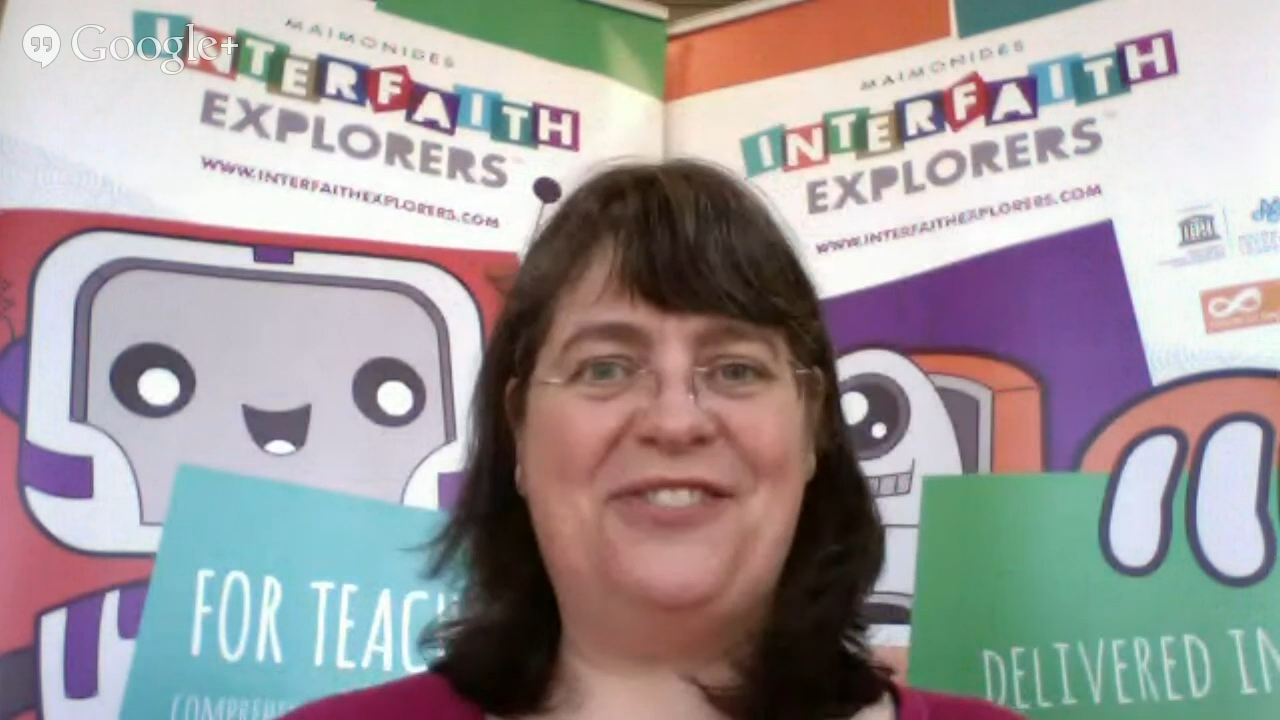 Google+
MAIMONIDES
INTERFAITH
EXPLORERS
WWW.INTERFAITHEXPLORERS.COM
FOR TEAC
MAIMONIDES
INTERFAITH
EXPLORERS
WWW.INTERFAITHEXPLORERS.COM
DELIVERED IN